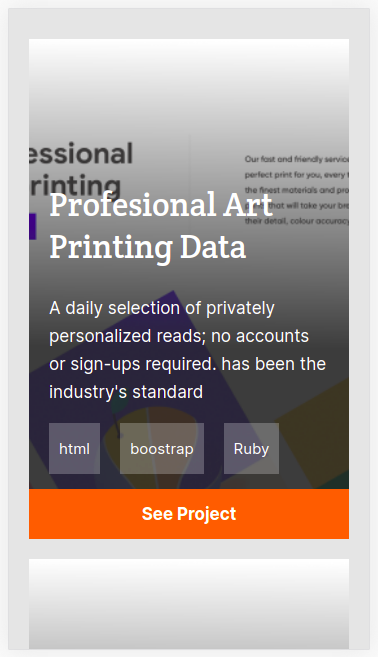 essional
rinting
Our fast and friendly service
perfect print for you, every
the finest materials and pro
that will take your bra
their detail, colour accuracy
Profesional Art
Printing Data
A daily selection of privately
personalized reads; no accounts
or sign-ups required. has been the
industry's standard
html
boostrap
Ruby
See Project